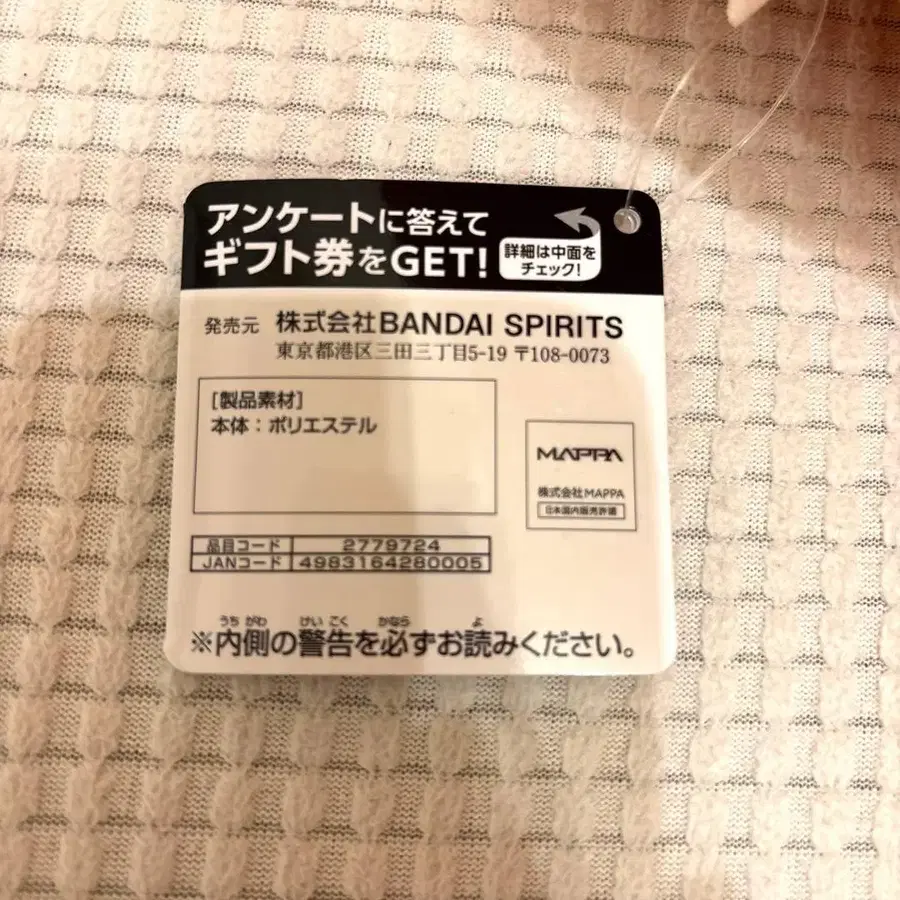 アンケートに答えて
ギフト券をGET!
詳細は中面を
チェック!
発売元 株式会社BANDAI SPIRITS
東京都港区三田三丁目5-19 〒108-0073
[製品素材]
本体：ポリエステル
MAPPA
株式会社MAPPA
日本国内販売許諾
品目コード 2779724
JANコード 4983164280005
うち がわ けい こく かなら よ
※内側の警告を必ずお読みください。